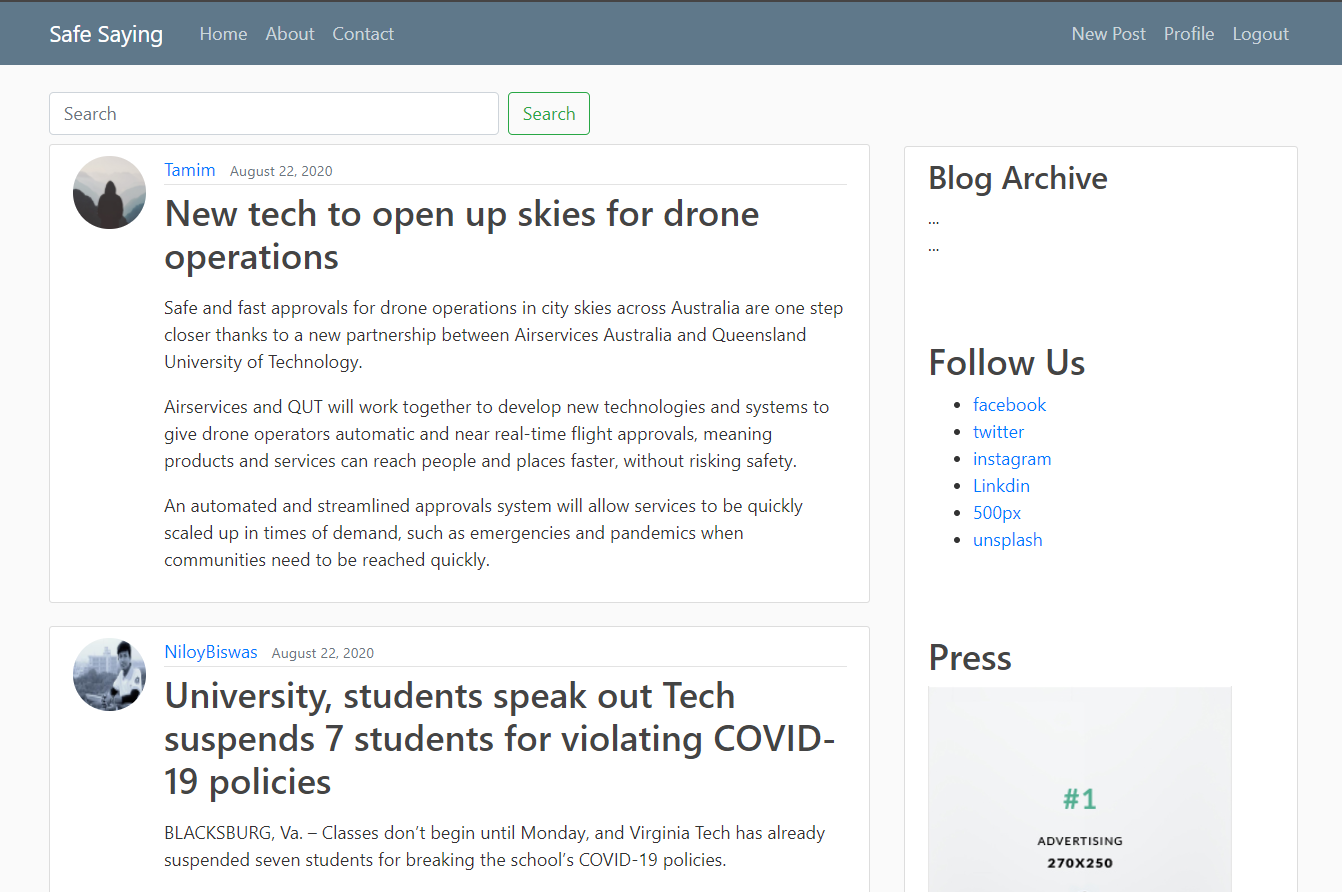 Safe Saying Home About Contact New Post Profile Logout
Search Search
Tamim August 22, 2020
New tech to open up skies for drone
operations
Safe and fast approvals for drone operations in city skies across Australia are one step
closer thanks to a new partnership between Airservices Australia and Queensland
University of Technology.
Airservices and QUT will work together to develop new technologies and systems to
give drone operators automatic and near real-time flight approvals, meaning
products and services can reach people and places faster, without risking safety.
An automated and streamlined approvals system will allow services to be quickly
scaled up in times of demand, such as emergencies and pandemics when
communities need to be reached quickly.
NiloyBiswas August 22, 2020
University, students speak out Tech
suspends 7 students for violating COVID-
19 policies
BLACKSBURG, Va. – Classes don’t begin until Monday, and Virginia Tech has already
suspended seven students for breaking the school’s COVID-19 policies.
Blog Archive
...
...
Follow Us
facebook
twitter
instagram
Linkdin
500px
unsplash
Press
#1
ADVERTISING
270X250